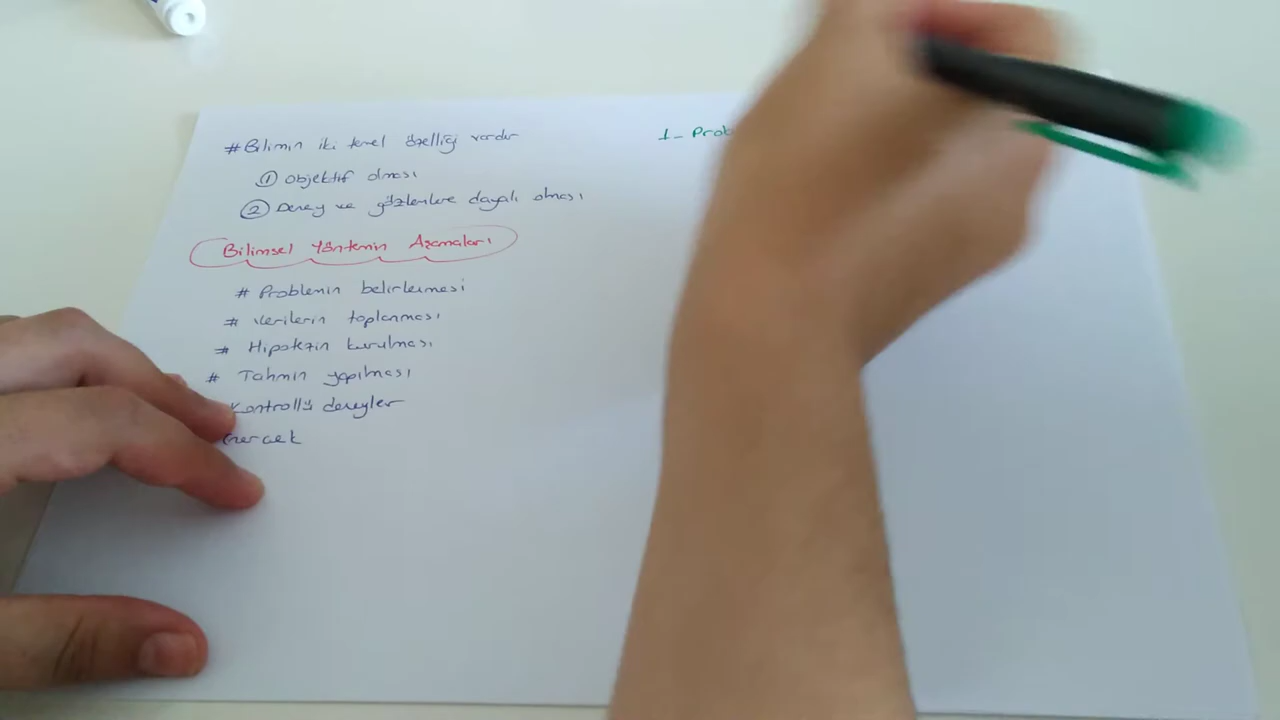 # Bilimin iki temel özelliği vardır
① Objektif olması
② Deney ve gözlemlere dayalı olması
Bilimsel Yöntemin Aşamaları
# Problemin belirlenmesi
# Verilerin toplanması
# Hipotezin kurulması
# Tahmin yapılması
Kontrollü deneyler
Gerçek
1- Prob